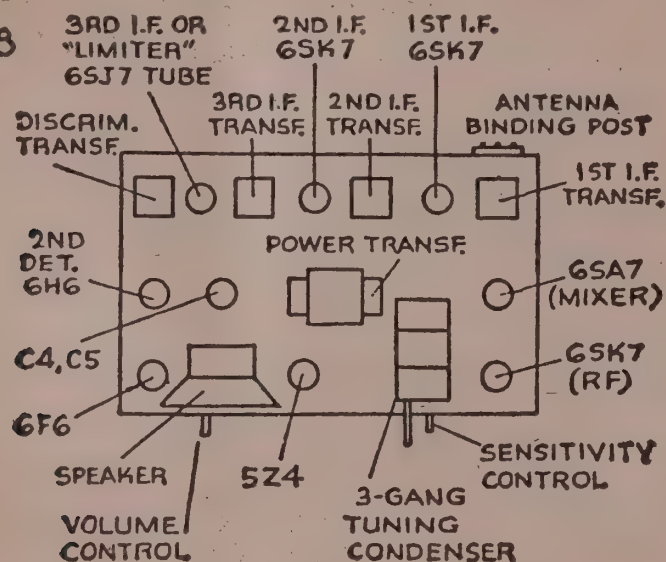 3
3RD I.F. OR
"LIMITER"
6SJ7 TUBE
2ND I.F.
6SK7
1ST I.F.
6SK7
DISCRIM.
TRANSF.
3RD I.F.
TRANSF.
2ND I.F.
TRANSF.
ANTENNA
BINDING POST
1ST I.F.
TRANSF.
2ND
DET.
6H6
POWER TRANSF.
6SA7
(MIXER)
C4,C5
6SK7
(RF)
6F6
SPEAKER
5Z4
SENSITIVITY
CONTROL
VOLUME
CONTROL
3-GANG
TUNING
CONDENSER